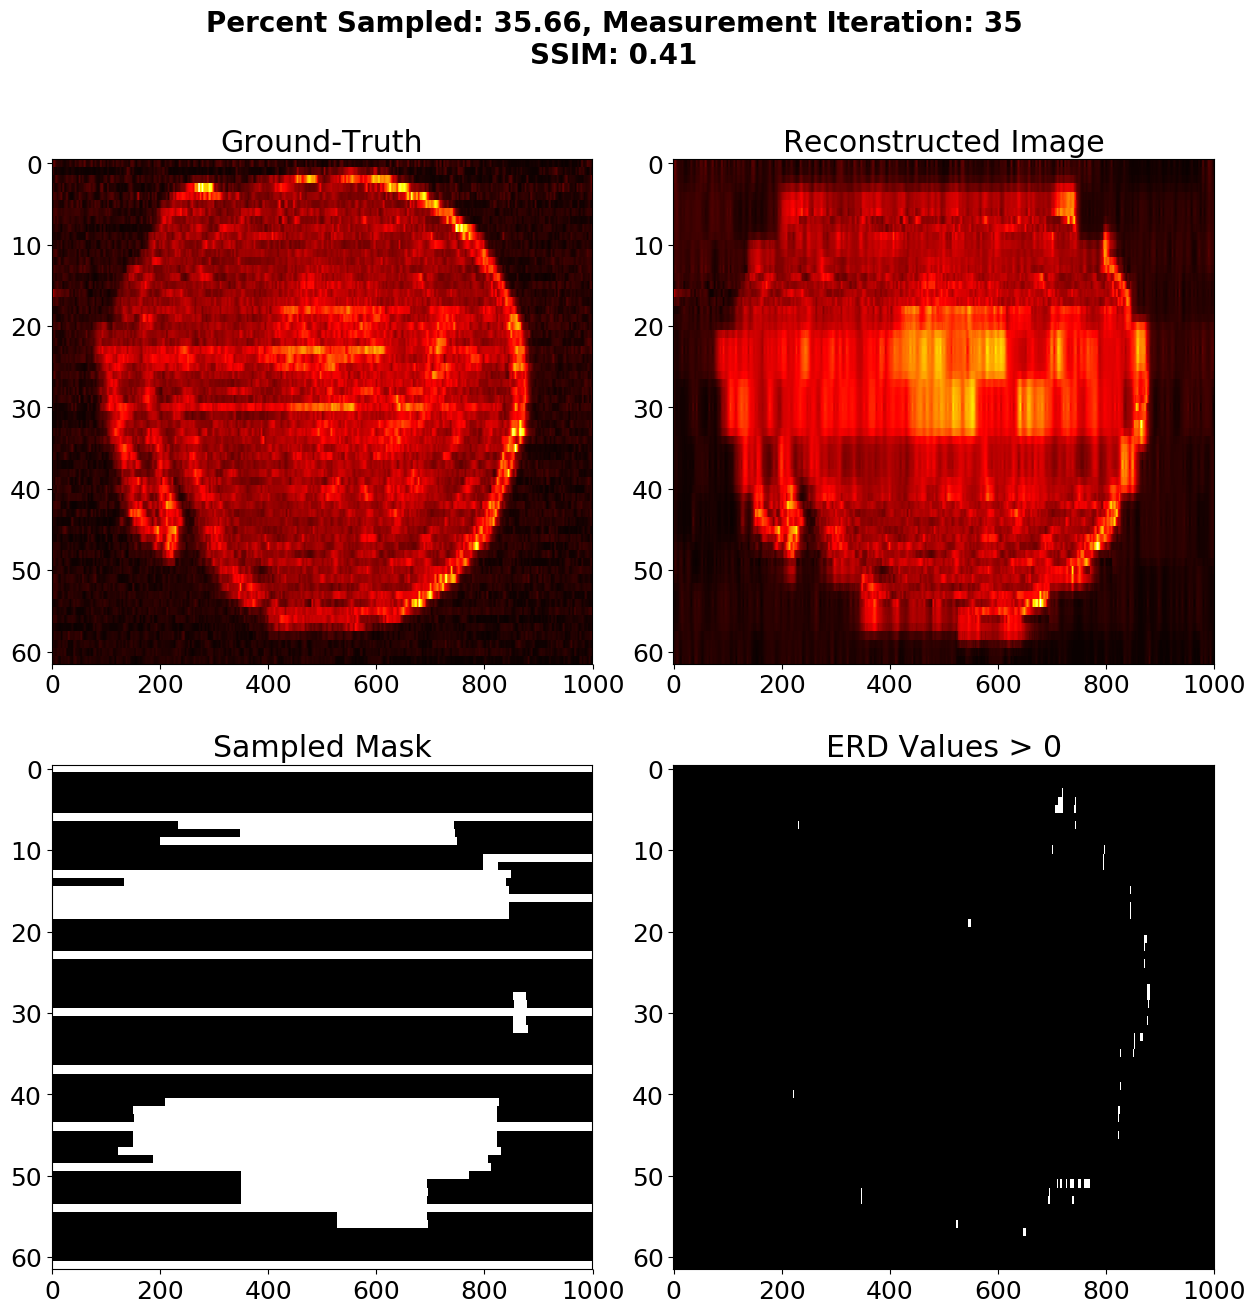 Percent Sampled: 35.66, Measurement Iteration: 35
SSIM: 0.41
Ground-Truth
0
10
20
30
40
50
60
0 200 400 600 800 1000
Reconstructed Image
0
10
20
30
40
50
60
0 200 400 600 800 1000
Sampled Mask
0
10
20
30
40
50
60
0 200 400 600 800 1000
ERD Values > 0
0
10
20
30
40
50
60
0 200 400 600 800 1000